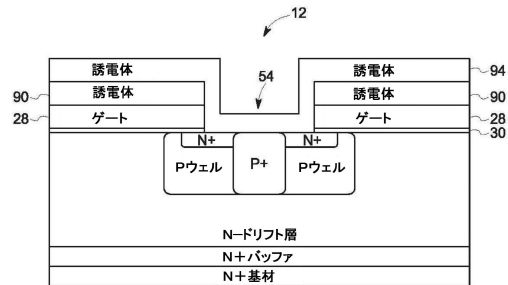 12
誘電体 54 誘電体 94
90 誘電体 誘電体 90
28 ゲート ゲート 28
30
N+ N+
Pウェル P+ Pウェル
N−ドリフト層
N+バッファ
N+基材